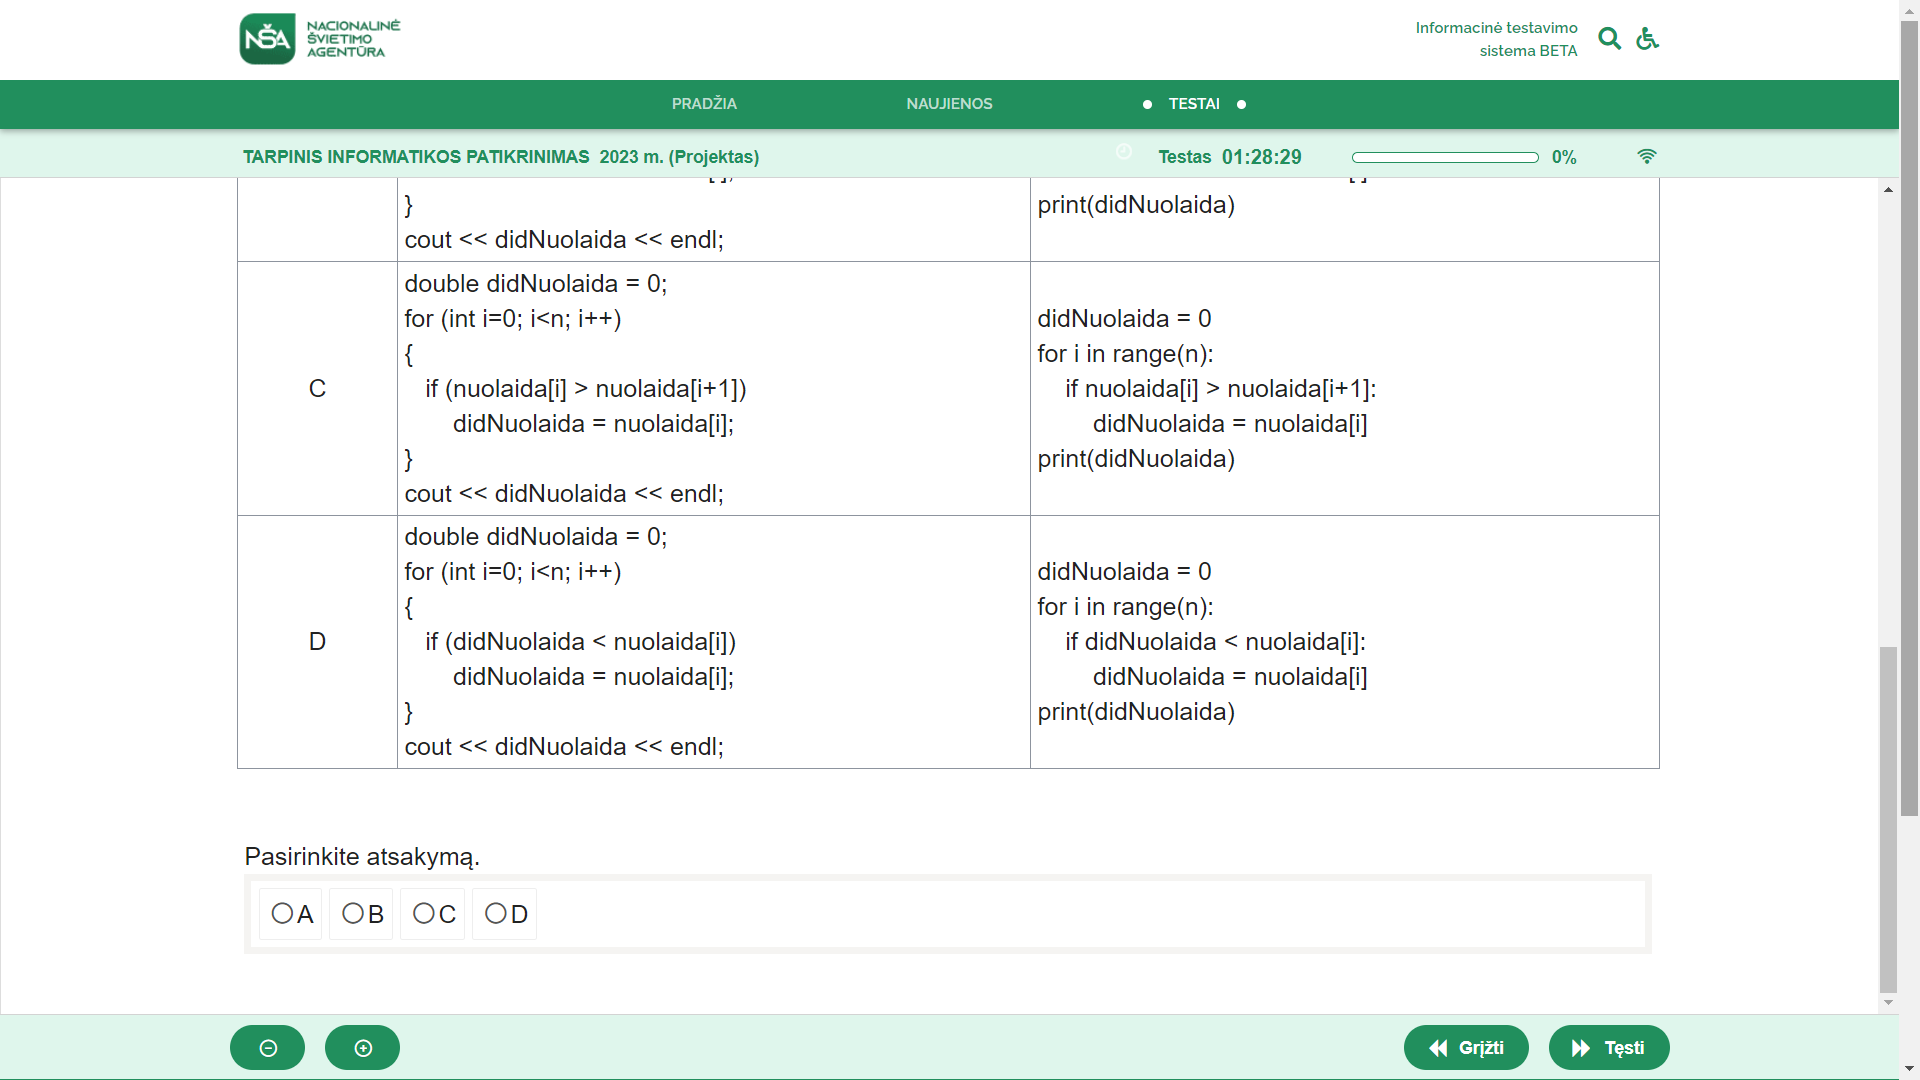 NŠA
NACIONALINĖ
ŠVIETIMO
AGENTŪRA
Informacinė testavimo
sistema BETA
PRADŽIA
NAUJIENOS
TESTAI
TARPINIS INFORMATIKOS PATIKRINIMAS 2023 m. (Projektas)
Testas 01:28:29
0%
}
cout << didNuolaida << endl;
print(didNuolaida)
C
double didNuolaida = 0;
for (int i=0; i<n; i++)
{
if (nuolaida[i] > nuolaida[i+1])
didNuolaida = nuolaida[i];
}
cout << didNuolaida << endl;
didNuolaida = 0
for i in range(n):
if nuolaida[i] > nuolaida[i+1]:
didNuolaida = nuolaida[i]
print(didNuolaida)
D
double didNuolaida = 0;
for (int i=0; i<n; i++)
{
if (didNuolaida < nuolaida[i])
didNuolaida = nuolaida[i];
}
cout << didNuolaida << endl;
didNuolaida = 0
for i in range(n):
if didNuolaida < nuolaida[i]:
didNuolaida = nuolaida[i]
print(didNuolaida)
Pasirinkite atsakymą.
A B C D
Grįžti
Tęsti